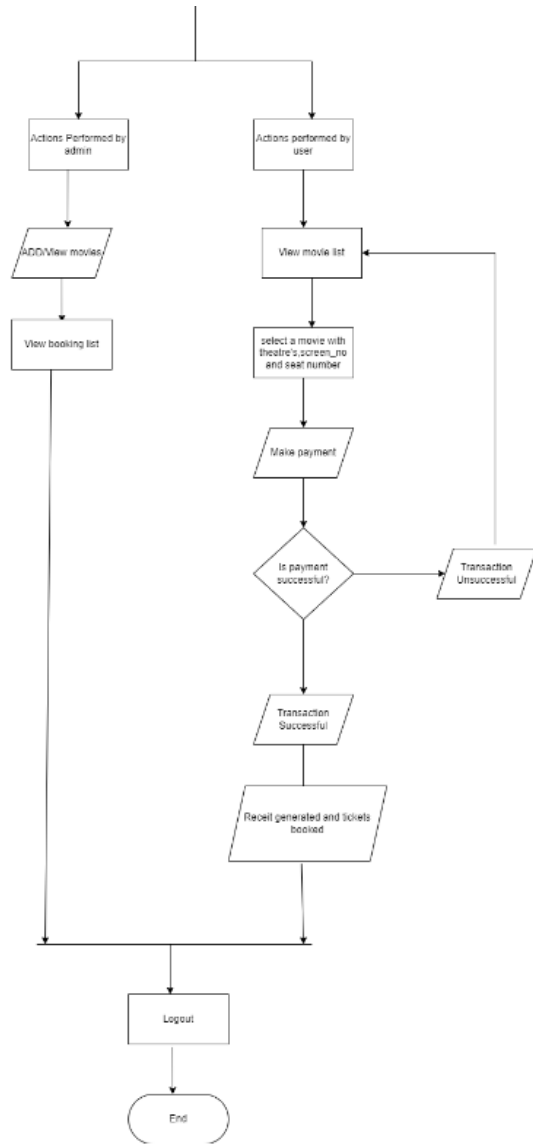 Actions Performed by
admin
Actions performed by
user
ADD/View movies
View movie list
View booking list
select a movie with
theatre's,screen_no
and seat number
Make payment
Is payment
successful?
Transaction
Unsuccessful
Transaction
Successful
Receit generated and tickets
booked
Logout
End